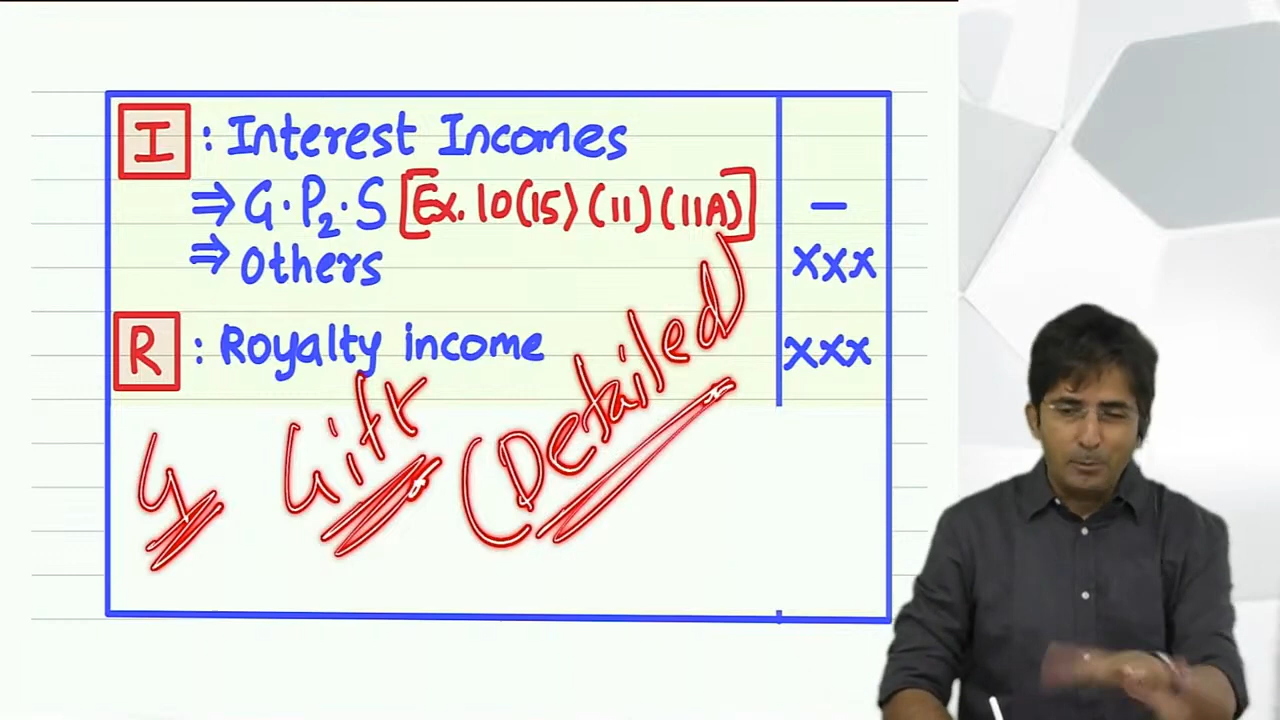 I : Interest Incomes
⇒ G.P₂.S [Ex. 10(15) (11) (11A)] –
⇒ Others xxx
R : Royalty income xxx
G Gift (Detailed)